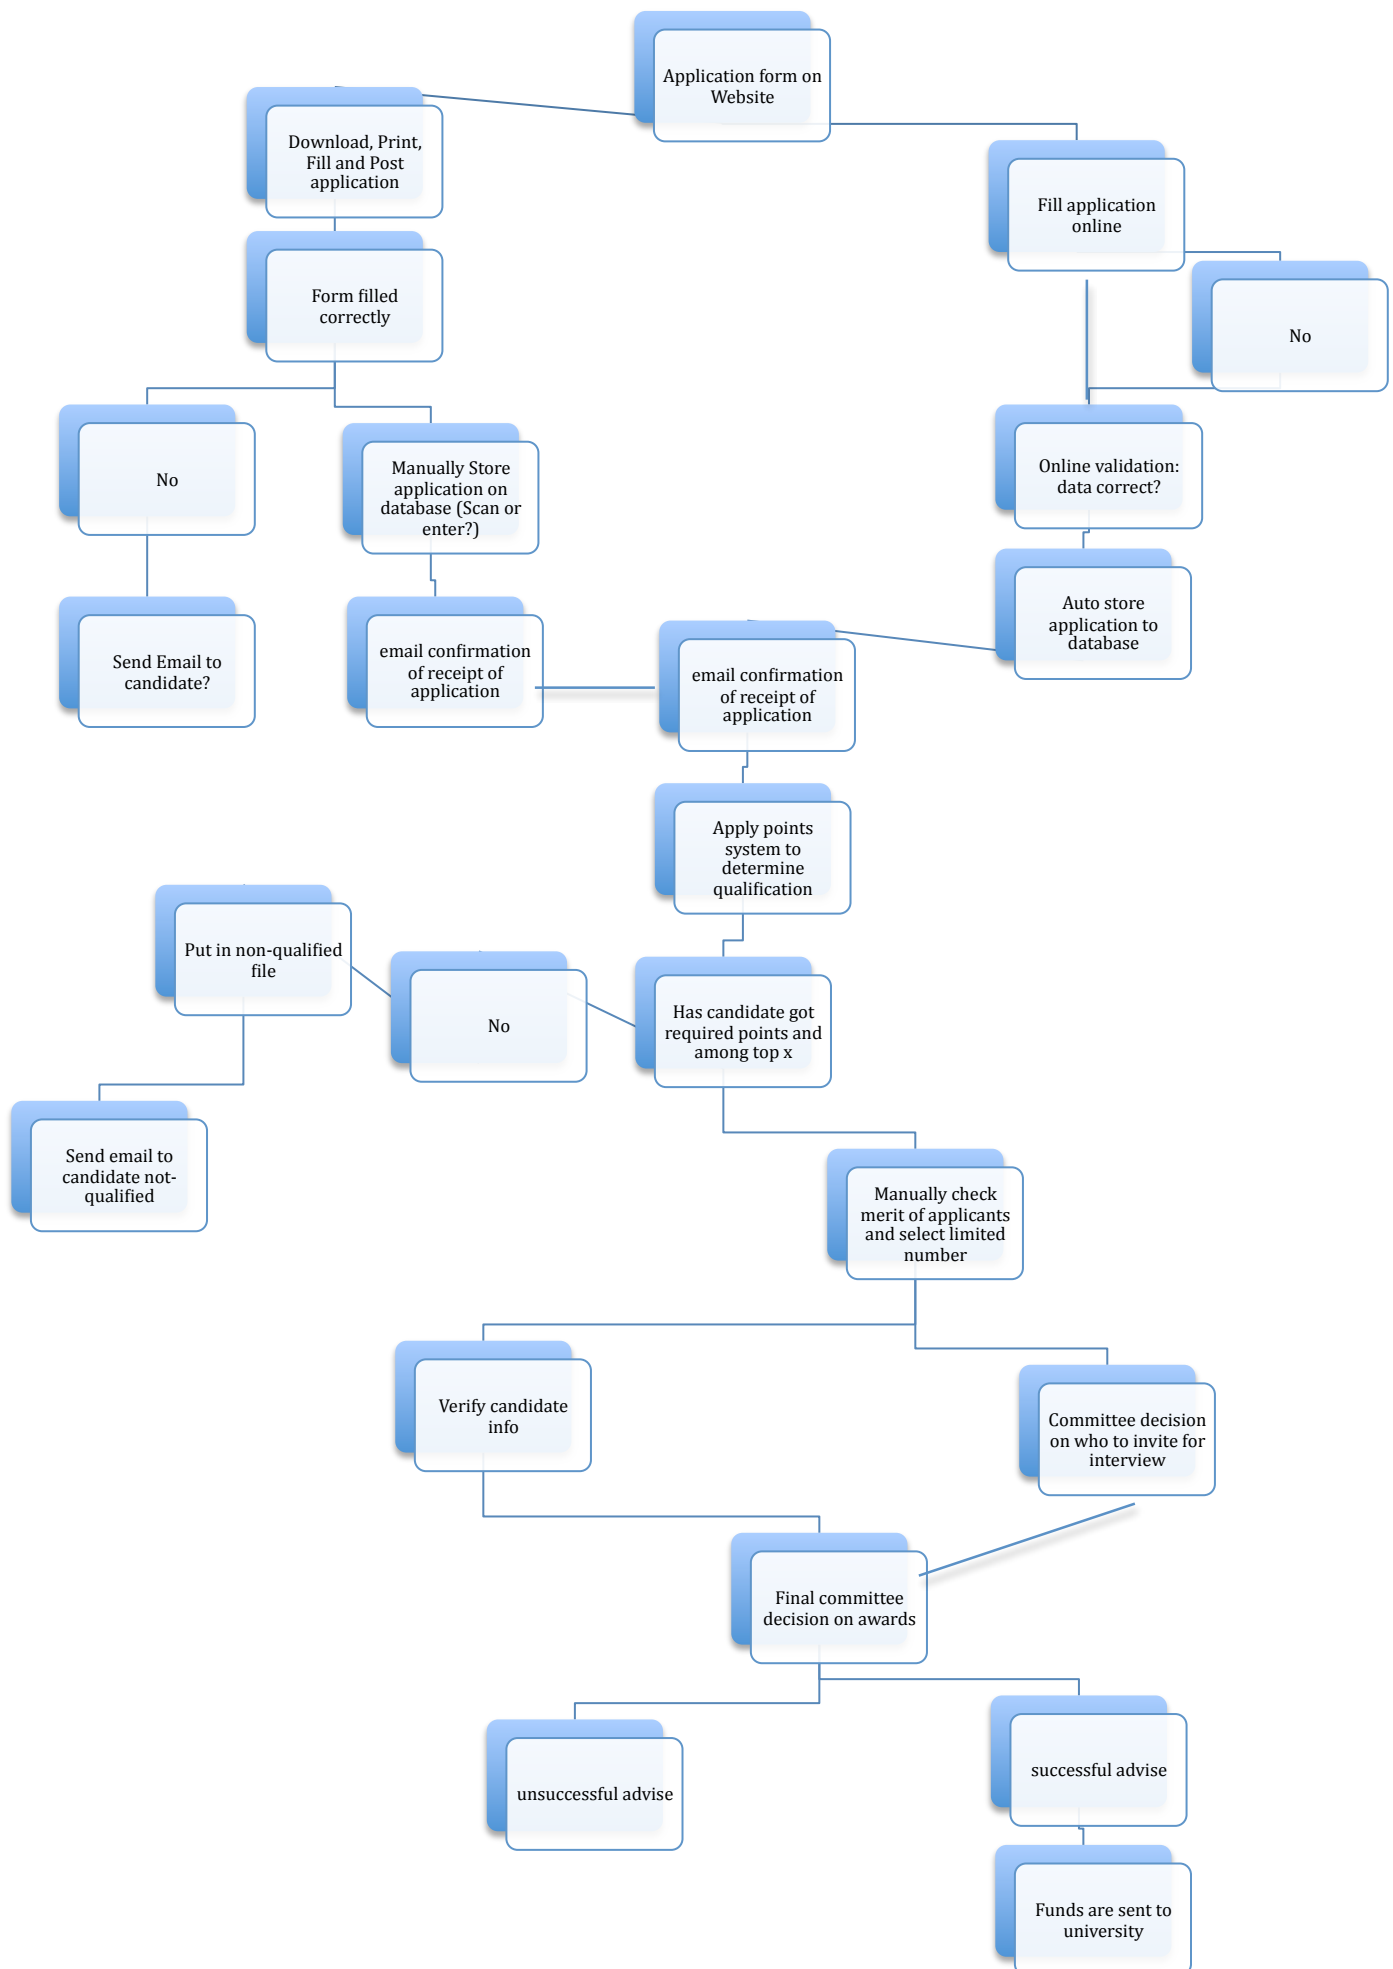 Application form on
Website
Download, Print,
Fill and Post
application
Fill application
online
Form filled
correctly
No
No
Manually Store
application on
database (Scan or
enter?)
Online validation:
data correct?
Auto store
application to
database
Send Email to
candidate?
email confirmation
of receipt of
application
email confirmation
of receipt of
application
Apply points
system to
determine
qualification
Put in non-qualified
file
No
Has candidate got
required points and
among top x
Send email to
candidate not-
qualified
Manually check
merit of applicants
and select limited
number
Verify candidate
info
Committee decision
on who to invite for
interview
Final committee
decision on awards
unsuccessful advise
successful advise
Funds are sent to
university